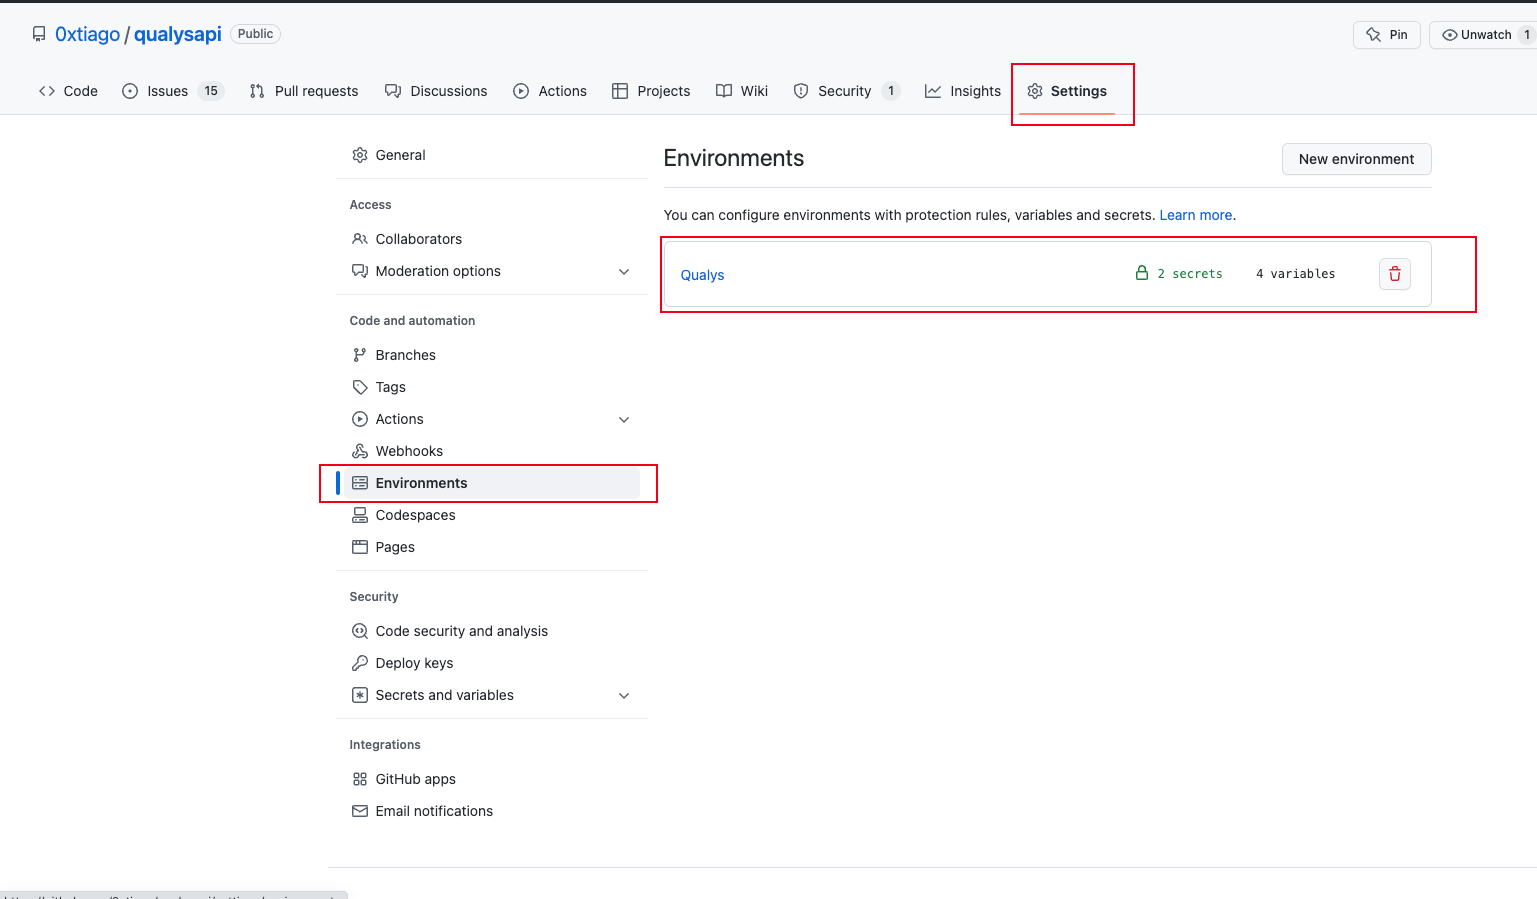 0xtiago / qualysapi Public
Pin
Unwatch 1
Code
Issues 15
Pull requests
Discussions
Actions
Projects
Wiki
Security 1
Insights
Settings
General
Access
Collaborators
Moderation options
Code and automation
Branches
Tags
Actions
Webhooks
Environments
Codespaces
Pages
Security
Code security and analysis
Deploy keys
Secrets and variables
Integrations
GitHub apps
Email notifications
Environments
New environment
You can configure environments with protection rules, variables and secrets. Learn more.
Qualys
2 secrets
4 variables